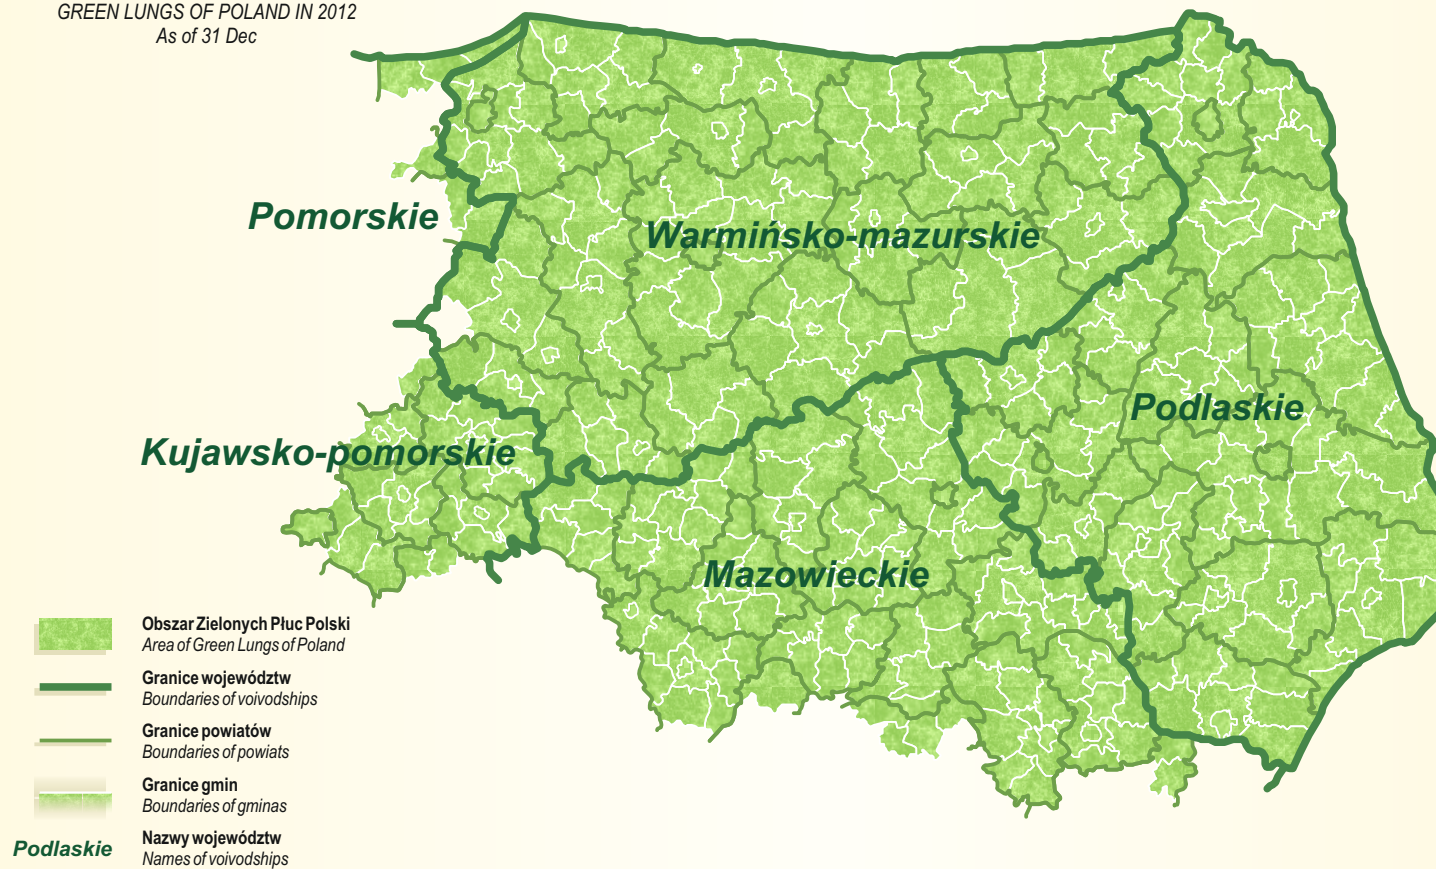 GREEN LUNGS OF POLAND IN 2012
As of 31 Dec
Pomorskie
Warmińsko-mazurskie
Podlaskie
Kujawsko-pomorskie
Mazowieckie
Obszar Zielonych Płuc Polski
Area of Green Lungs of Poland
Granice województw
Boundaries of voivodships
Granice powiatów
Boundaries of powiats
Granice gmin
Boundaries of gminas
Podlaskie
Nazwy województw
Names of voivodships